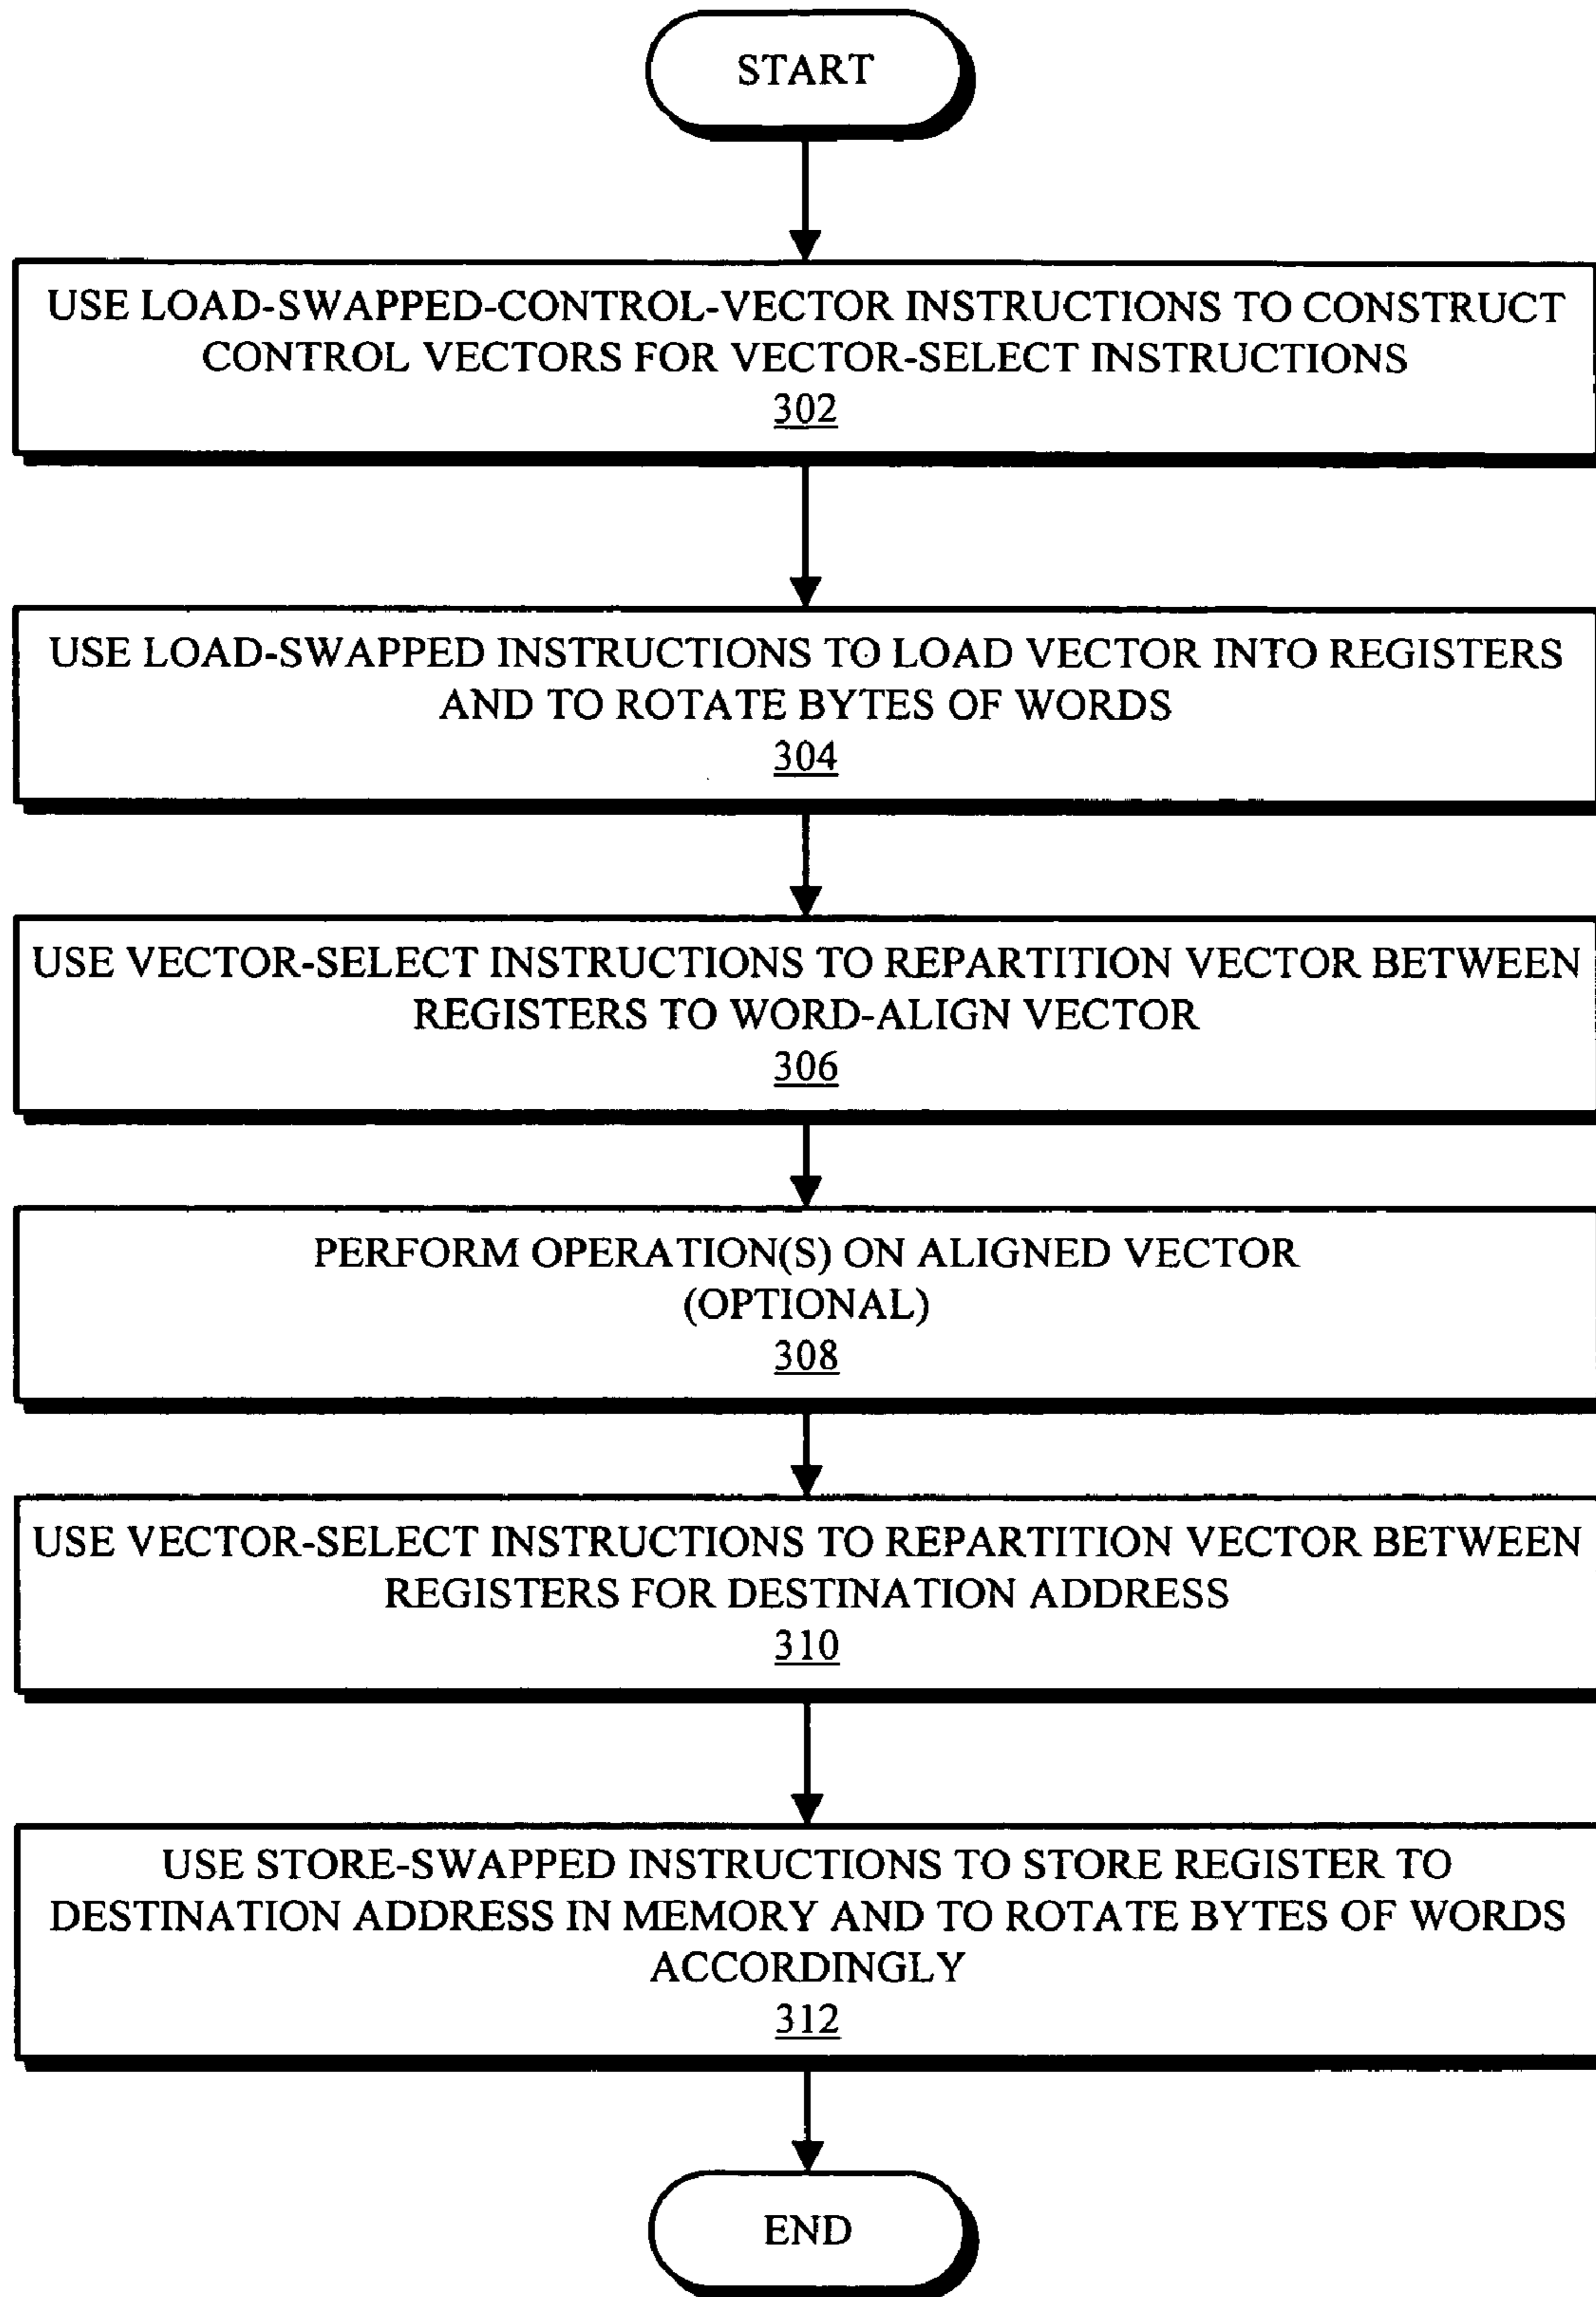 START
USE LOAD-SWAPPED-CONTROL-VECTOR INSTRUCTIONS TO CONSTRUCT
CONTROL VECTORS FOR VECTOR-SELECT INSTRUCTIONS
302
USE LOAD-SWAPPED INSTRUCTIONS TO LOAD VECTOR INTO REGISTERS
AND TO ROTATE BYTES OF WORDS
304
USE VECTOR-SELECT INSTRUCTIONS TO REPARTITION VECTOR BETWEEN
REGISTERS TO WORD-ALIGN VECTOR
306
PERFORM OPERATION(S) ON ALIGNED VECTOR
(OPTIONAL)
308
USE VECTOR-SELECT INSTRUCTIONS TO REPARTITION VECTOR BETWEEN
REGISTERS FOR DESTINATION ADDRESS
310
USE STORE-SWAPPED INSTRUCTIONS TO STORE REGISTER TO
DESTINATION ADDRESS IN MEMORY AND TO ROTATE BYTES OF WORDS
ACCORDINGLY
312
END